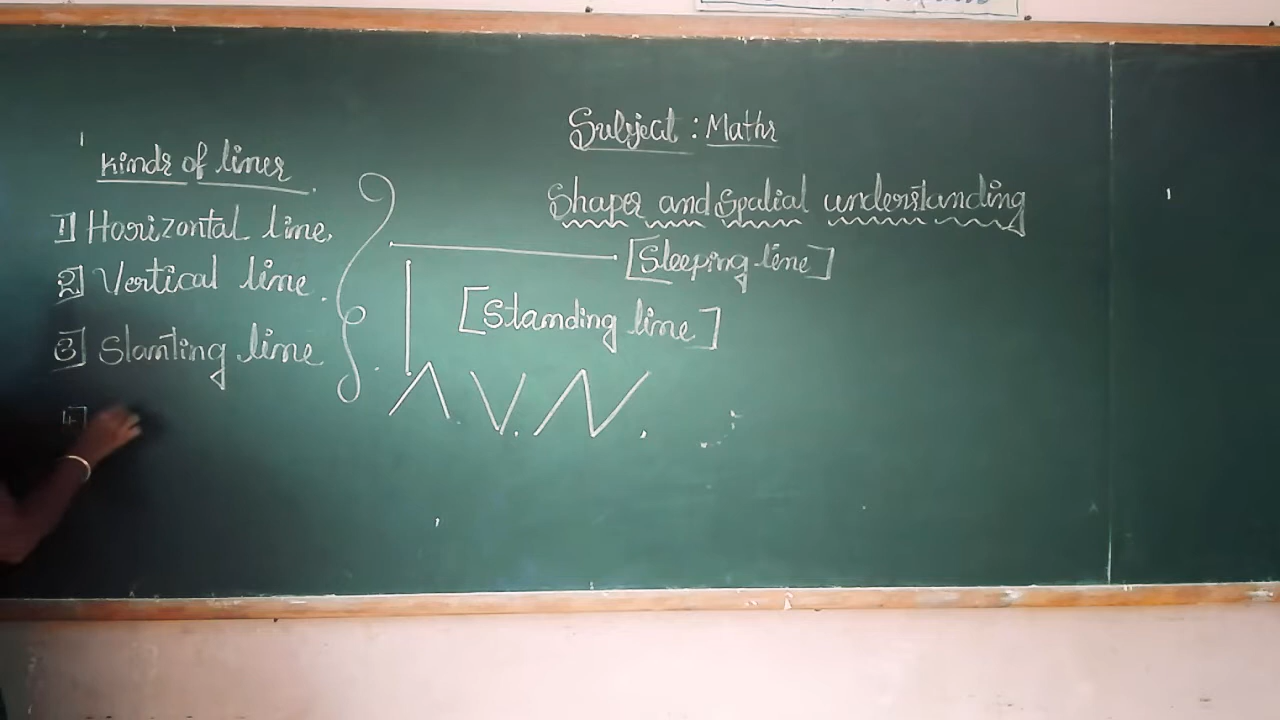 Subject : Maths
Shapes and Spatial understanding
Kinds of lines
1] Horizontal line.
[Sleeping line]
2] Vertical line.
[Standing line]
3] Slanting line
4]